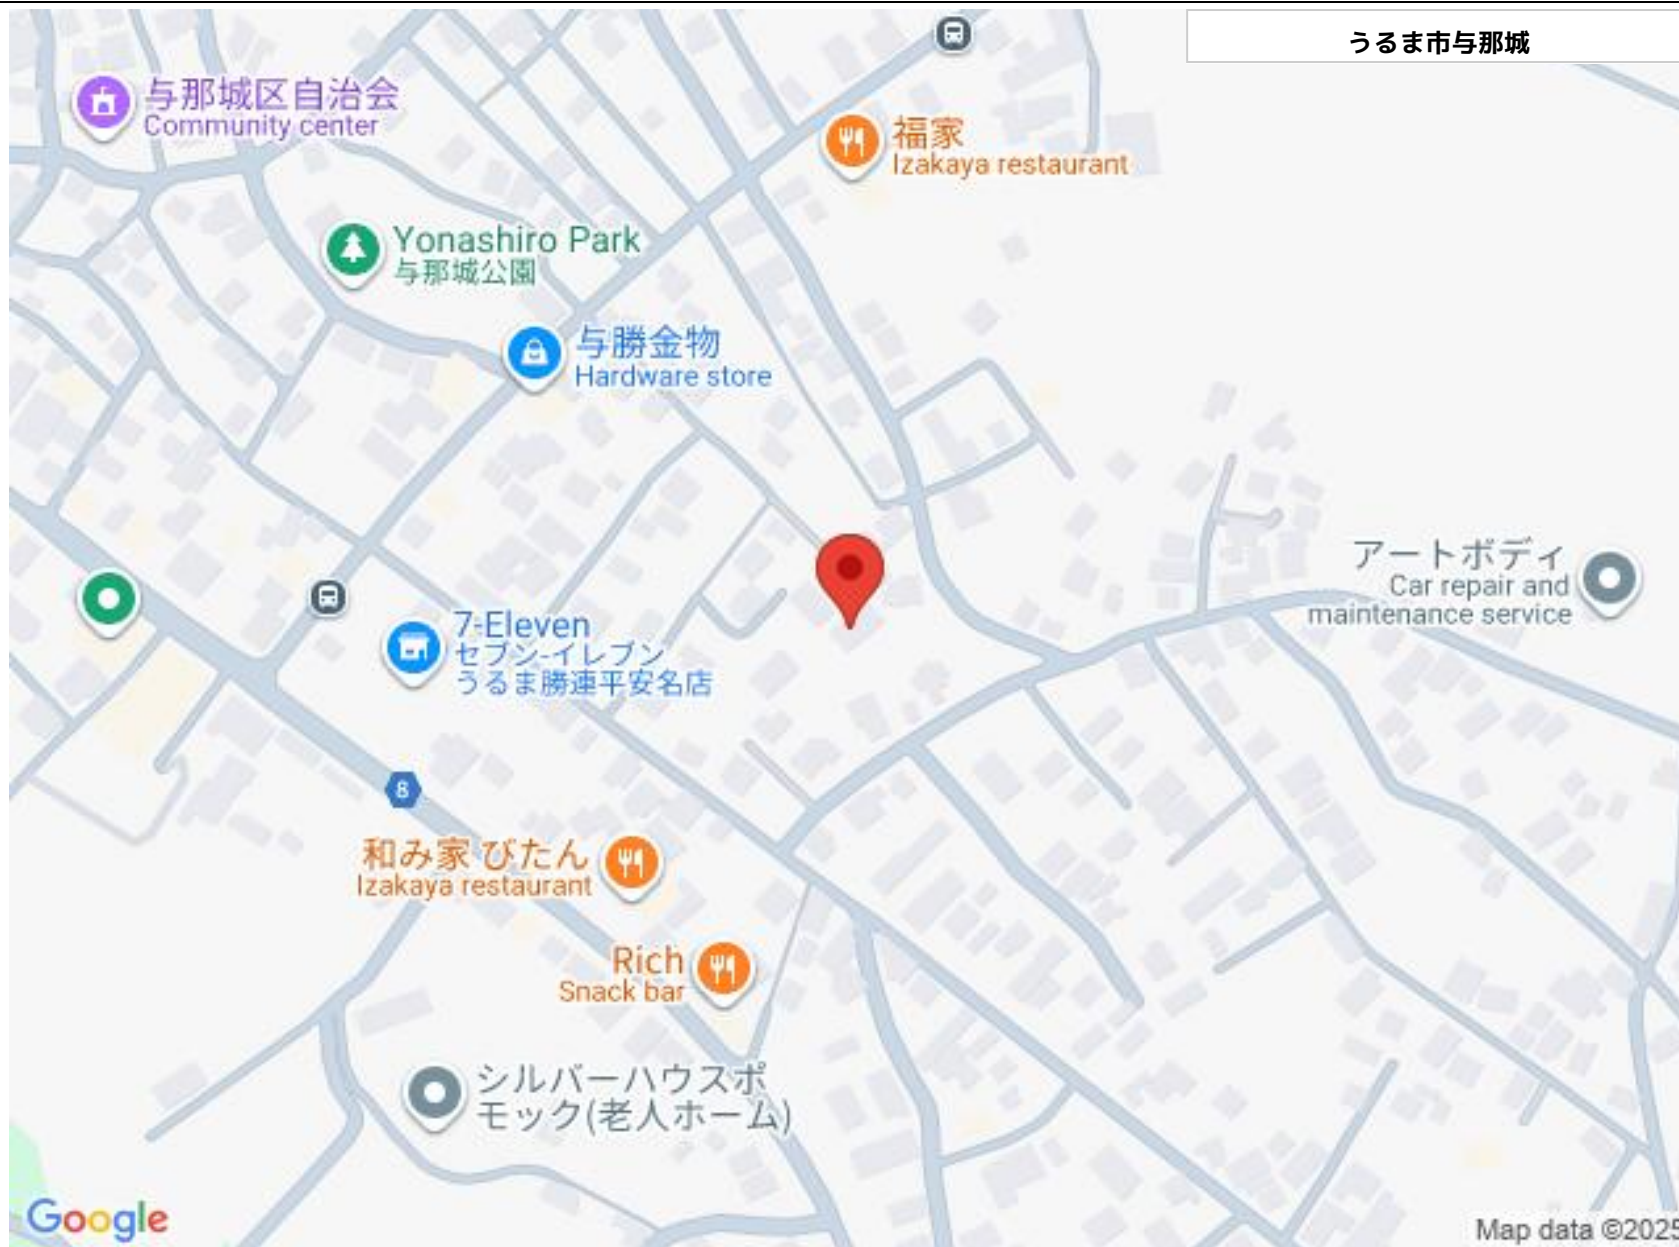 うるま市与那城
与那城区自治会
Community center
福家
Izakaya restaurant
Yonashiro Park
与那城公園
与勝金物
Hardware store
アートボディ
Car repair and
maintenance service
7-Eleven
セブン-イレブン
うるま勝連平安名店
8
和み家 びたん
Izakaya restaurant
Rich
Snack bar
シルバーハウスポ
モック(老人ホーム)
Google
Map data ©2025